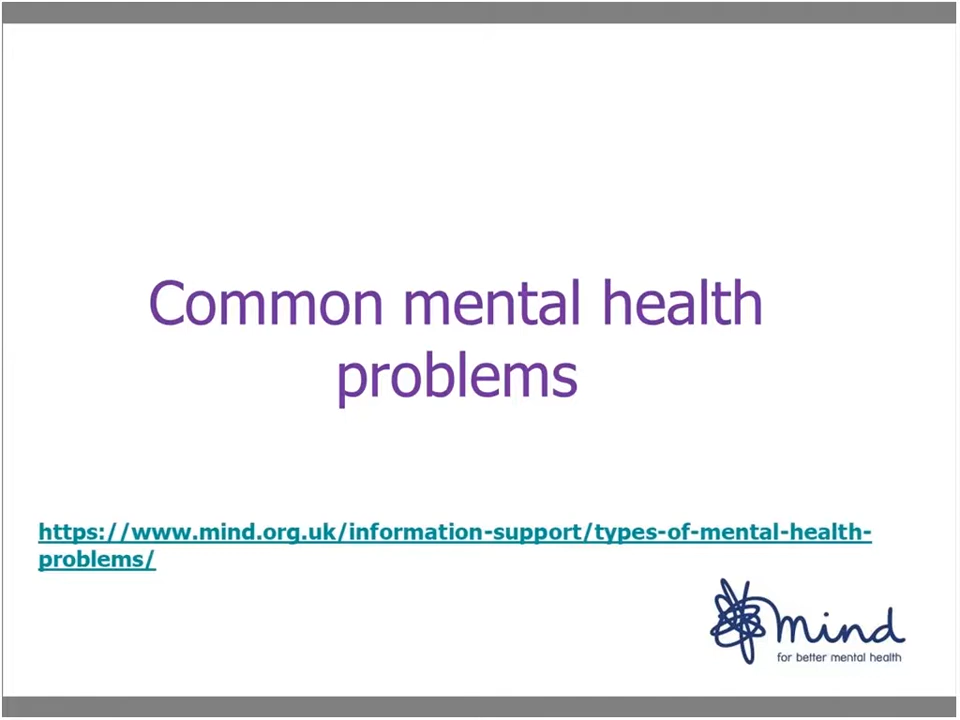 Common mental health
problems
https://www.mind.org.uk/information-support/types-of-mental-health-
problems/
mind
for better mental health